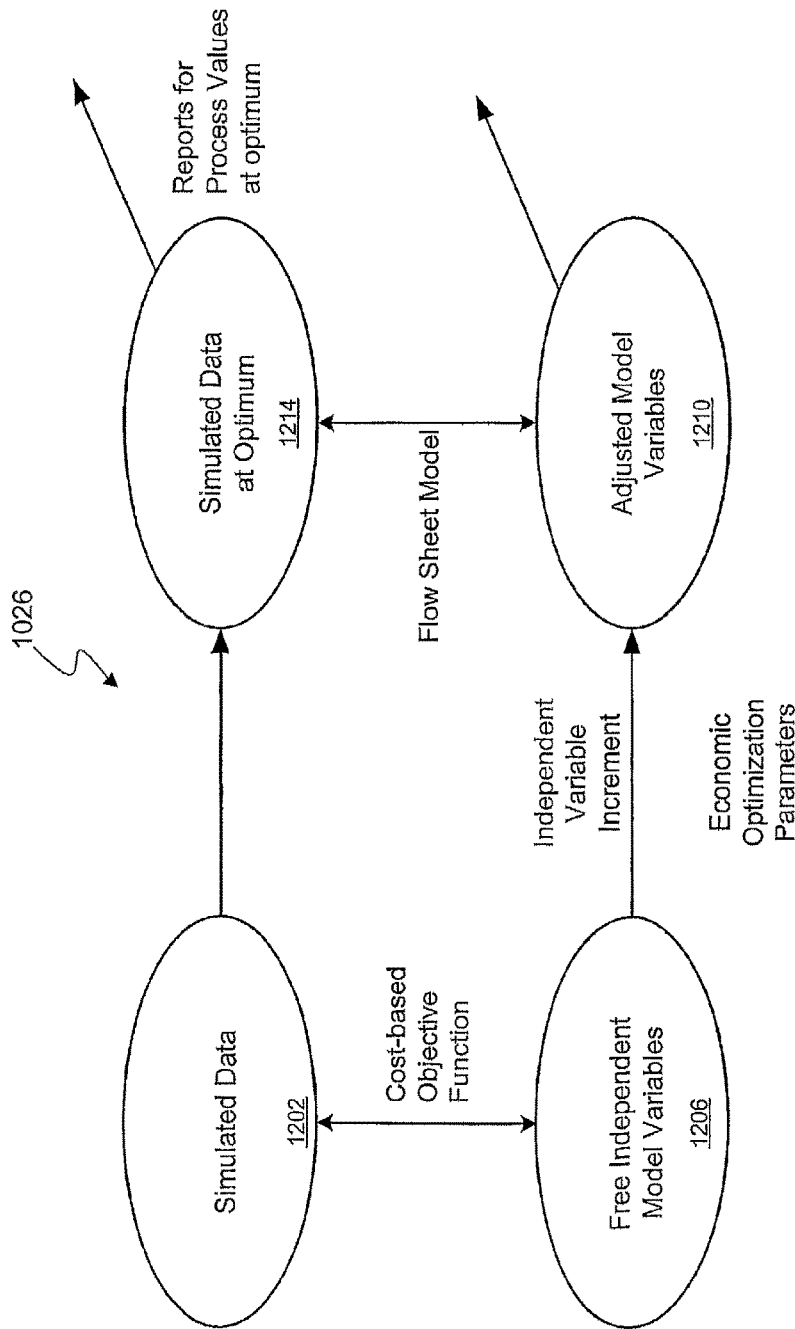 1026
Simulated Data
1202
Simulated Data
at Optimum
1214
Reports for
Process Values
at optimum
Cost-based
Objective
Function
Flow Sheet Model
Free Independent
Model Variables
1206
Independent
Variable
Increment
Economic
Optimization
Parameters
Adjusted Model
Variables
1210